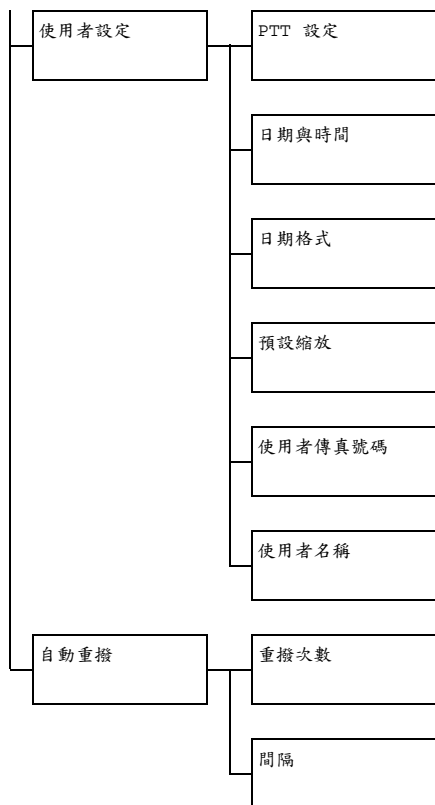 使用者設定
PTT 設定
日期與時間
日期格式
預設縮放
使用者傳真號碼
使用者名稱
自動重撥
重撥次數
間隔